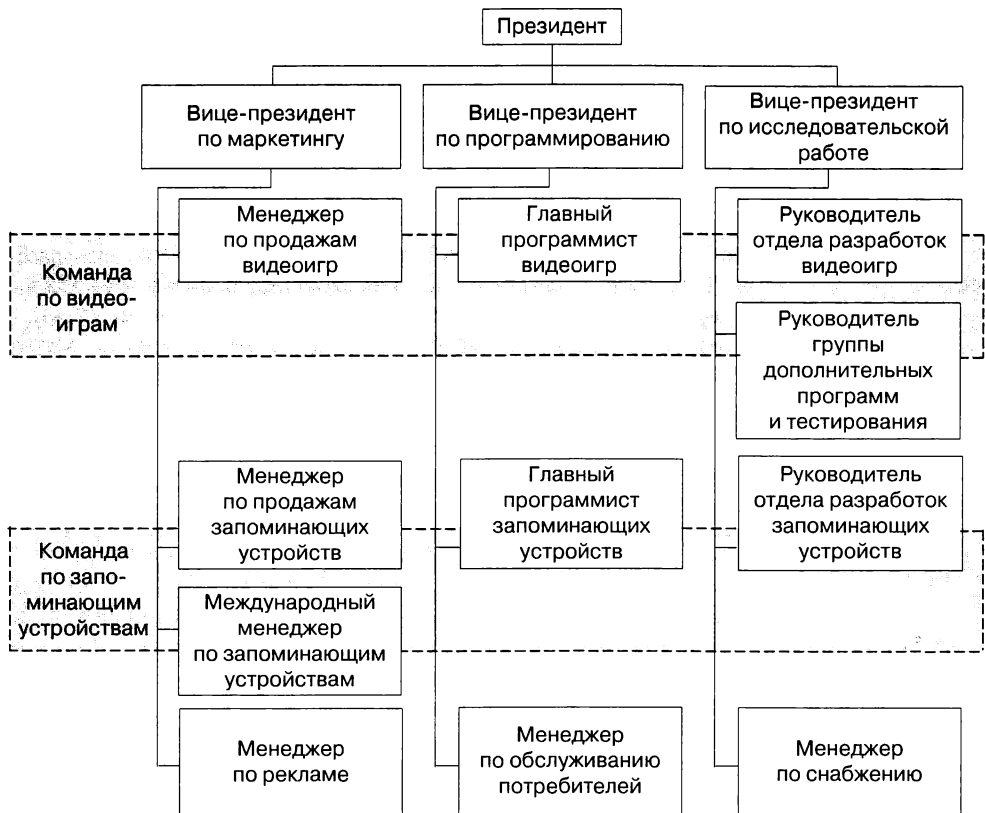 Президент
Вице-президент
по маркетингу
Вице-президент
по программированию
Вице-президент
по исследовательской
работе
Менеджер
по продажам
видеоигр
Главный
программист
видеоигр
Руководитель
отдела разработок
видеоигр
Команда
по видео-
играм
Руководитель
группы
дополнительных
программ
и тестирования
Менеджер
по продажам
запоминающих
устройств
Главный
программист
запоминающих
устройств
Руководитель
отдела разработок
запоминающих
устройств
Команда
по запо-
минающим
устройствам
Международный
менеджер
по запоминающим
устройствам
Менеджер
по рекламе
Менеджер
по обслуживанию
потребителей
Менеджер
по снабжению